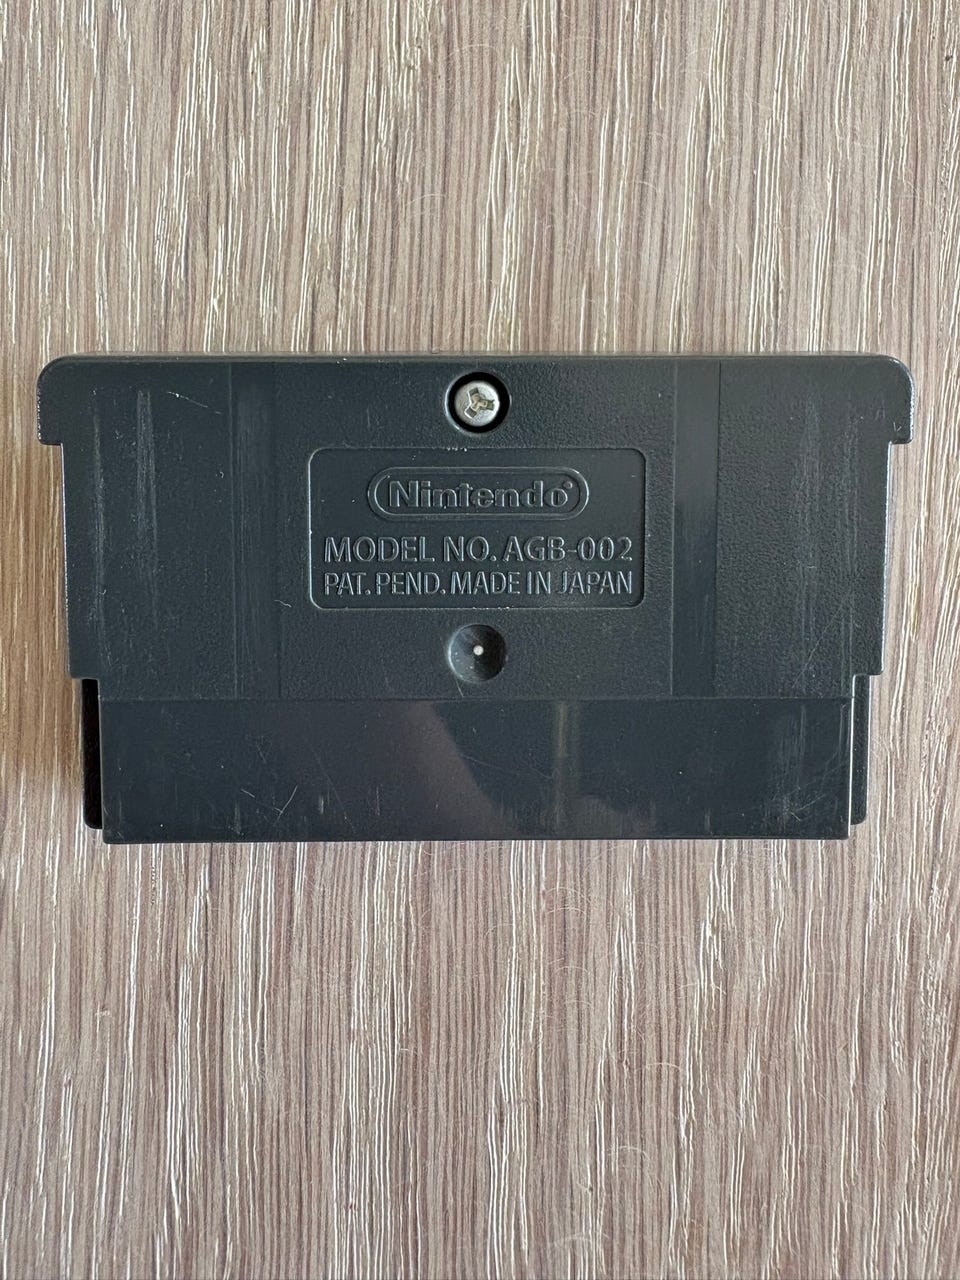 Nintendo®
MODEL NO. AGB-002
PAT. PEND. MADE IN JAPAN